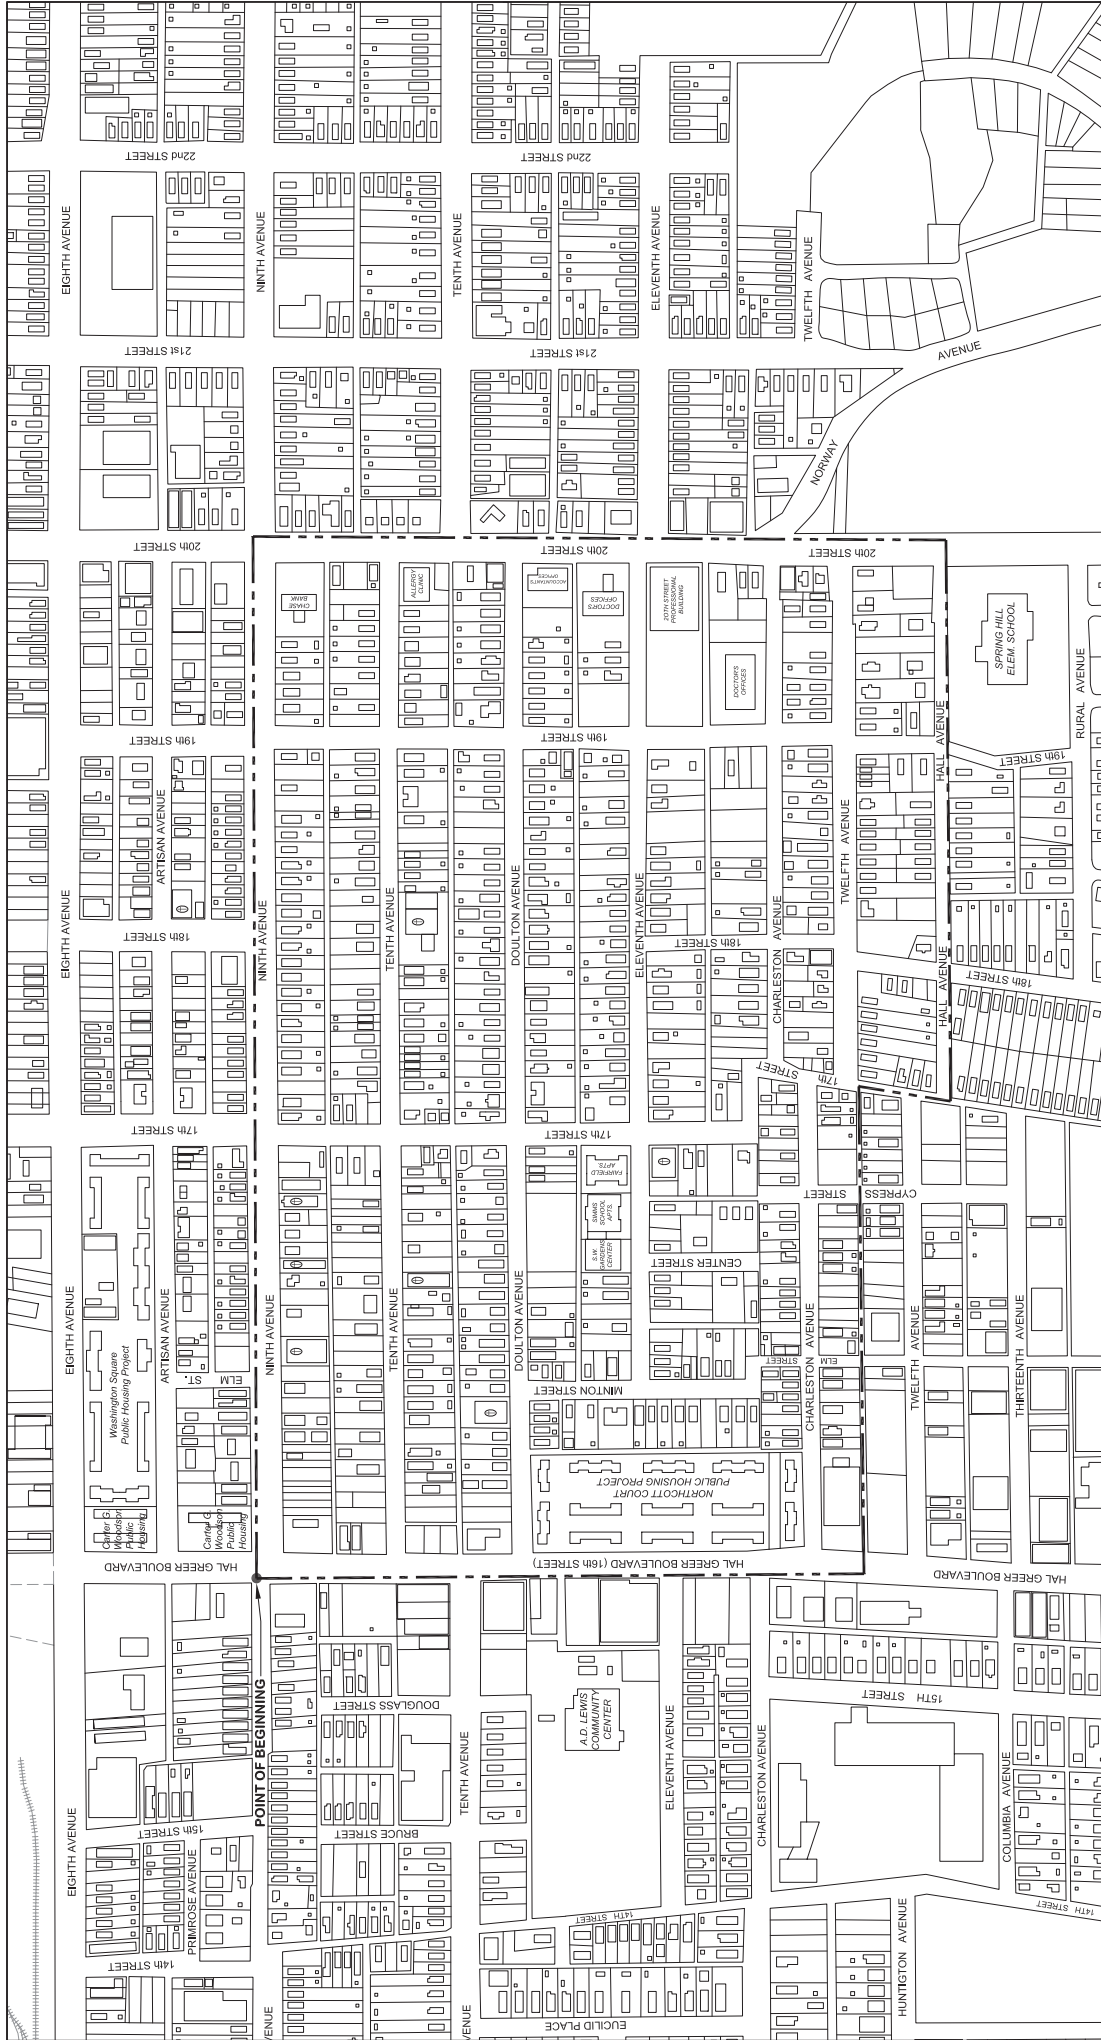 22nd STREET
22nd STREET
EIGHTH AVENUE
NINTH AVENUE
TENTH AVENUE
ELEVENTH AVENUE
TWELFTH AVENUE
21st STREET
21st STREET
AVENUE
NORWAY
20th STREET
20th STREET
20th STREET
CHASE
BANK
ALLERGY
CLINIC
ACCOUNTANTS
OFFICES
DOCTORS
OFFICES
20TH STREET
PROFESSIONAL
BUILDING
DOCTORS
OFFICES
SPRING HILL
ELEM. SCHOOL
RURAL AVENUE
19th STREET
19th STREET
HALL AVENUE
19th STREET
ARTISAN AVENUE
TWELFTH AVENUE
EIGHTH AVENUE
18th STREET
NINTH AVENUE
TENTH AVENUE
DOULTON AVENUE
ELEVENTH AVENUE
18th STREET
CHARLESTON AVENUE
HALL AVENUE
18th STREET
17th STREET
17th STREET
17th STREET
FAIRFIELD
APTS.
SIMMS
SCHOOL
APTS.
S.W.
GARDENS
CENTER
CYPRESS STREET
CENTER STREET
EIGHTH AVENUE
ARTISAN AVENUE
NINTH AVENUE
TENTH AVENUE
DOULTON AVENUE
CHARLESTON AVENUE
TWELFTH AVENUE
THIRTEENTH AVENUE
Washington Square
Public Housing Project
ELM ST.
MINTON STREET
ELM STREET
NORTHCOTT COURT
PUBLIC HOUSING PROJECT
Carter G.
Woodson
Public
Housing
Carter G.
Woodson
Public
Housing
HAL GREER BOULEVARD
HAL GREER BOULEVARD (16th STREET)
HAL GREER BOULEVARD
POINT OF BEGINNING
DOUGLASS STREET
15TH STREET
A.D. LEWIS
COMMUNITY
CENTER
EIGHTH AVENUE
15th STREET
BRUCE STREET
TENTH AVENUE
ELEVENTH AVENUE
CHARLESTON AVENUE
COLUMBIA AVENUE
PRIMROSE AVENUE
14th STREET
14TH STREET
14TH STREET
HUNTIGTON AVENUE
EUCILID PLACE
VENUE
VENUE